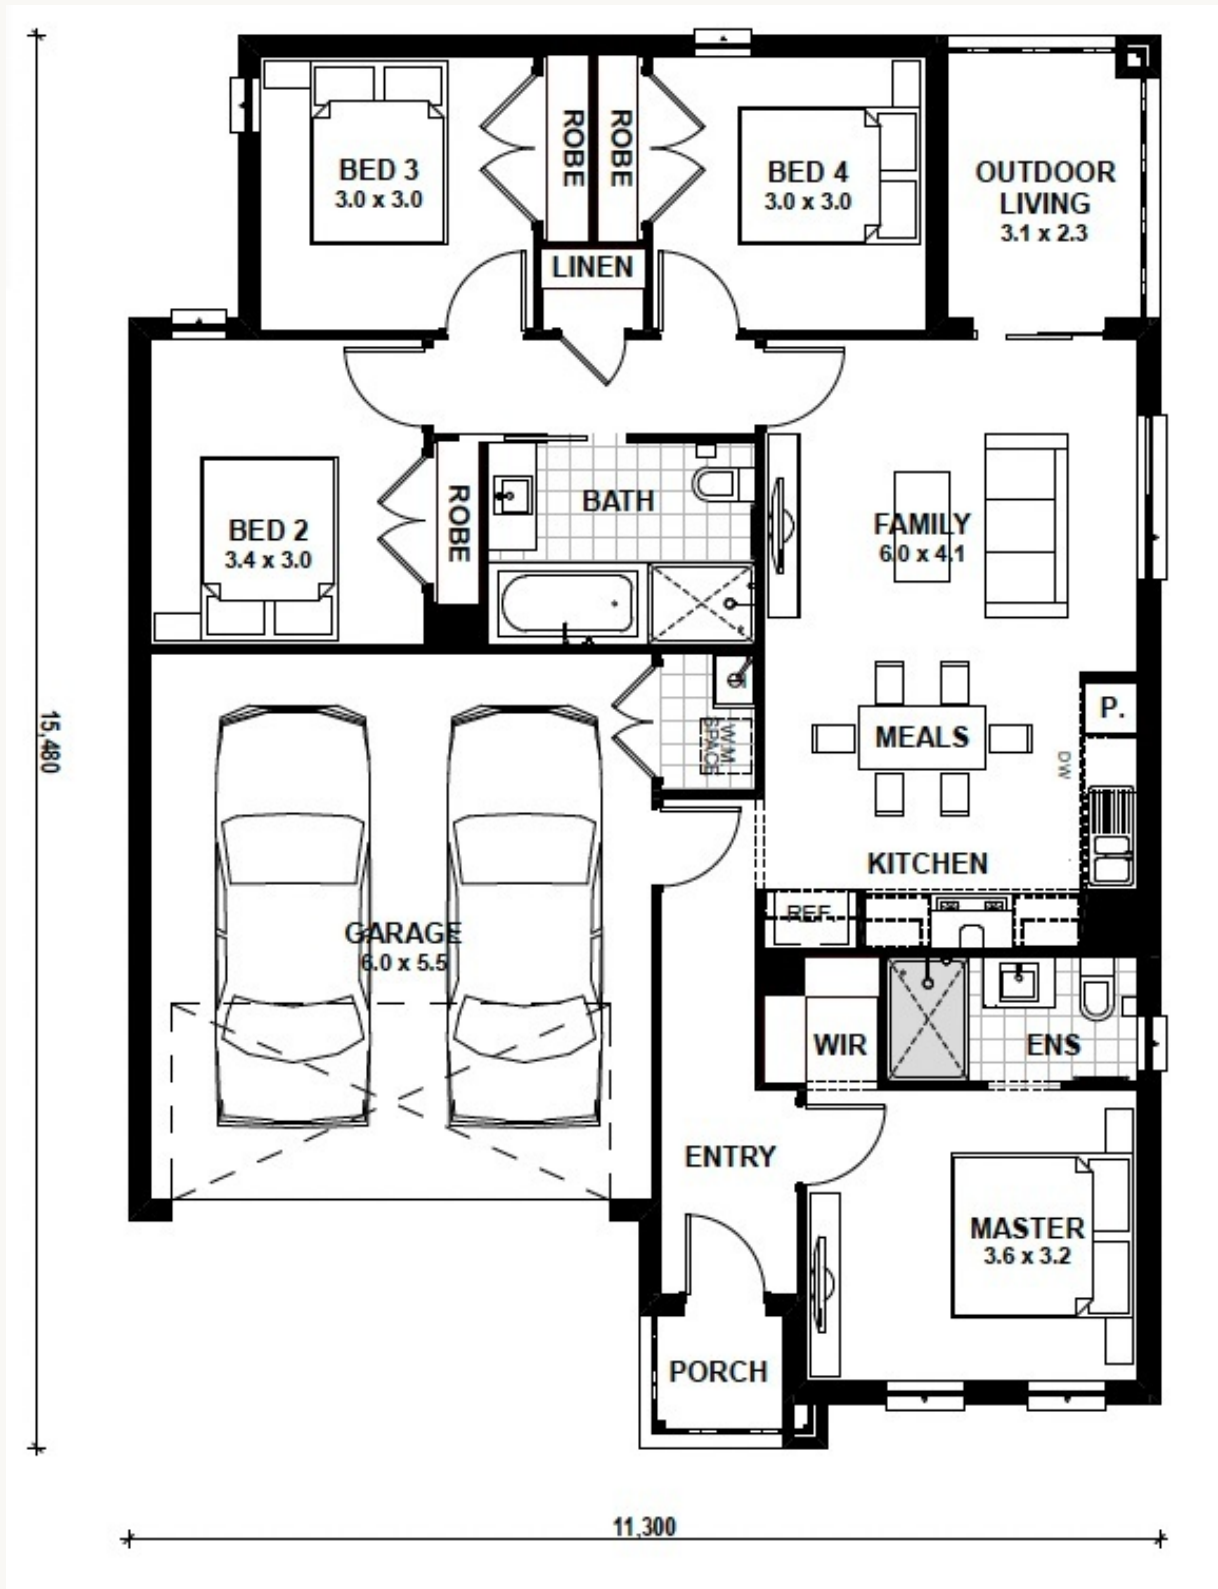 ROBE
ROBE
BED 3
3.0 x 3.0
BED 4
3.0 x 3.0
OUTDOOR
LIVING
3.1 x 2.3
LINEN
BED 2
3.4 x 3.0
ROBE
BATH
FAMILY
6.0 x 4.1
15,480
W.M
SPACE
MEALS
P.
DW
KITCHEN
REF.
GARAGE
6.0 x 5.5
WIR
ENS
ENTRY
MASTER
3.6 x 3.2
PORCH
11,300